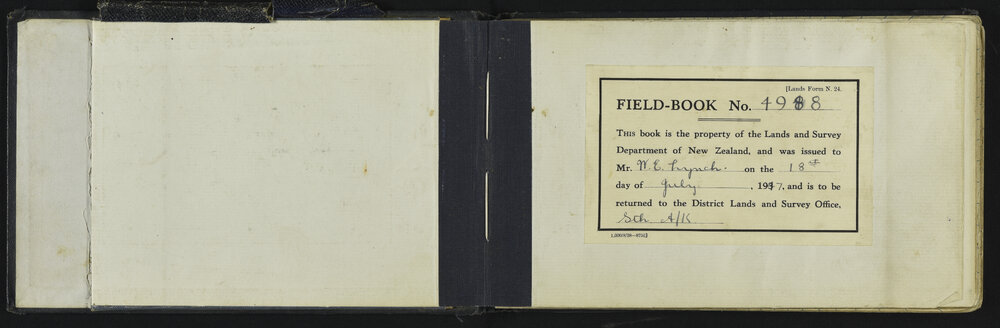 [Lands Form N. 24.
FIELD-BOOK No. 4988
THIS book is the property of the Lands and Survey
Department of New Zealand, and was issued to
Mr. W. E. Lynch. on the 18th
day of July , 1947, and is to be
returned to the District Lands and Survey Office,
Sth A/K